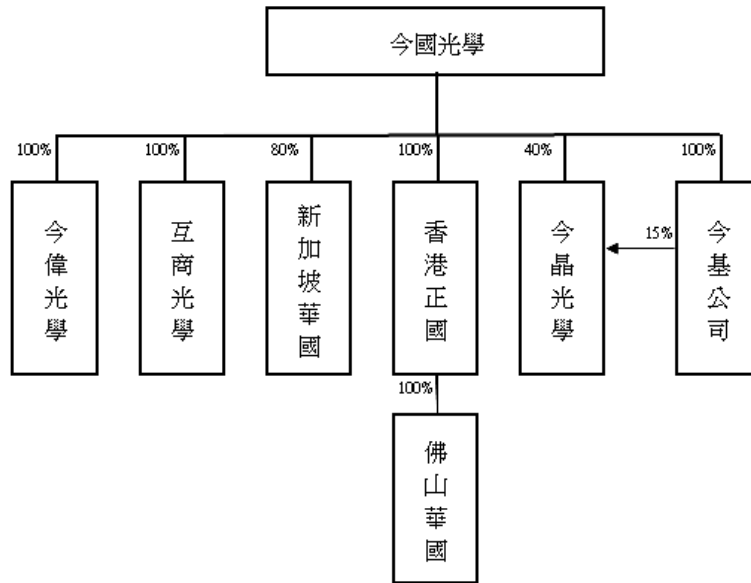 今國光學
100%
100%
80%
100%
40%
100%
今偉光學
互商光學
新加坡華國
香港正國
今晶光學
15%
今基公司
100%
佛山華國